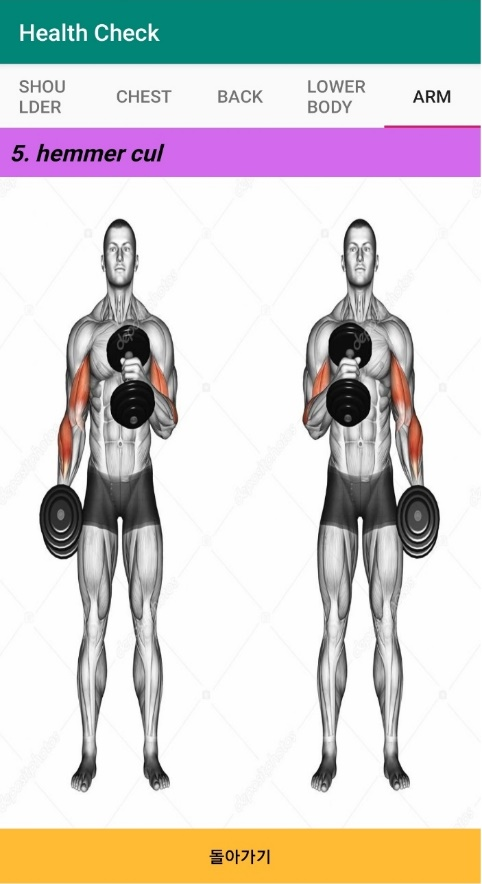 Health Check
SHOU
LDER
CHEST
BACK
LOWER
BODY
ARM
5. hemmer cul
돌아가기